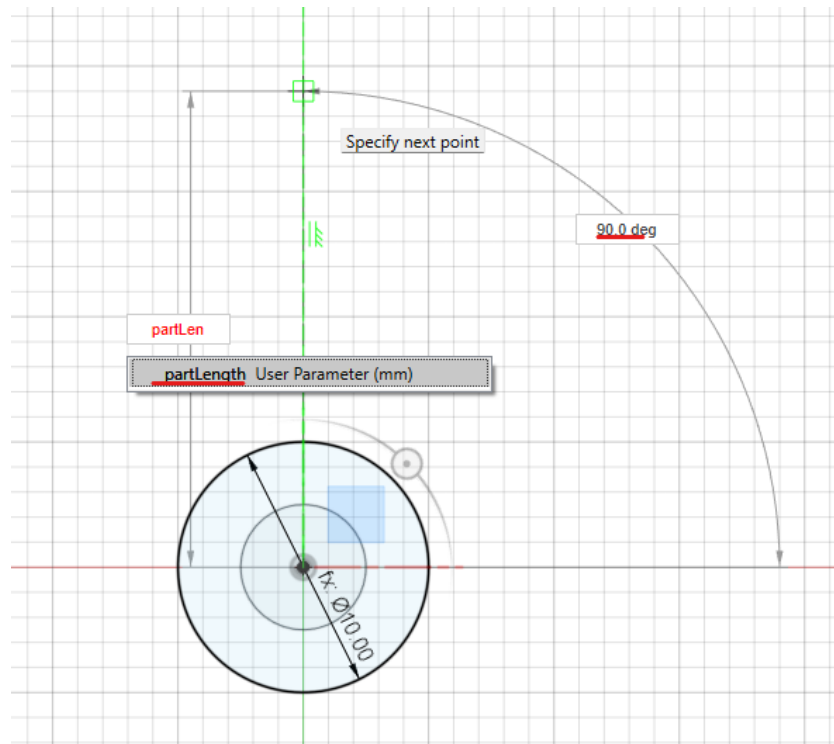 Specify next point
90.0 deg
partLen
partLength User Parameter (mm)
fx: Ø10.00